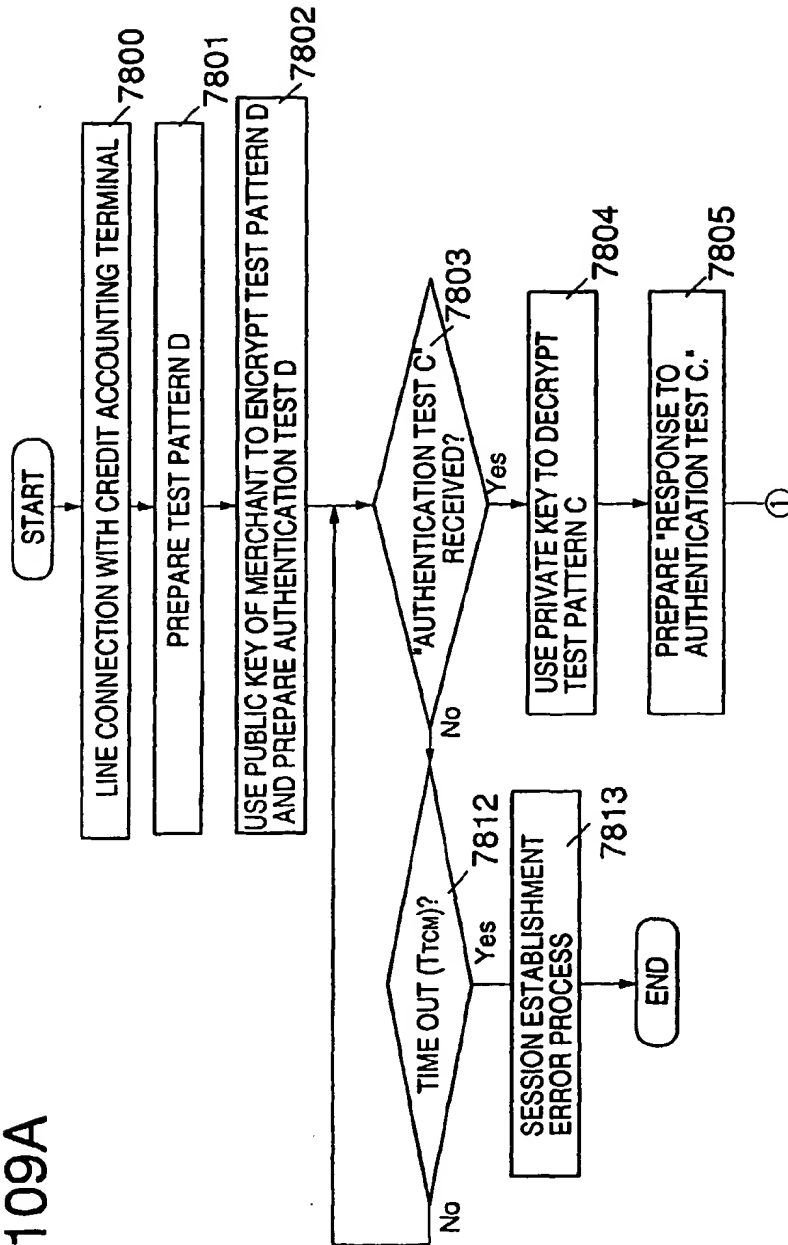 109A
START
LINE CONNECTION WITH CREDIT ACCOUNTING TERMINAL
7800
PREPARE TEST PATTERN D
7801
USE PUBLIC KEY OF MERCHANT TO ENCRYPT TEST PATTERN D
AND PREPARE AUTHENTICATION TEST D
7802
"AUTHENTICATION TEST C"
RECEIVED?
7803
No
Yes
USE PRIVATE KEY TO DECRYPT
TEST PATTERN C
7804
PREPARE "RESPONSE TO
AUTHENTICATION TEST C."
7805
1
TIME OUT (TTCM)?
7812
No
Yes
SESSION ESTABLISHMENT
ERROR PROCESS
7813
END